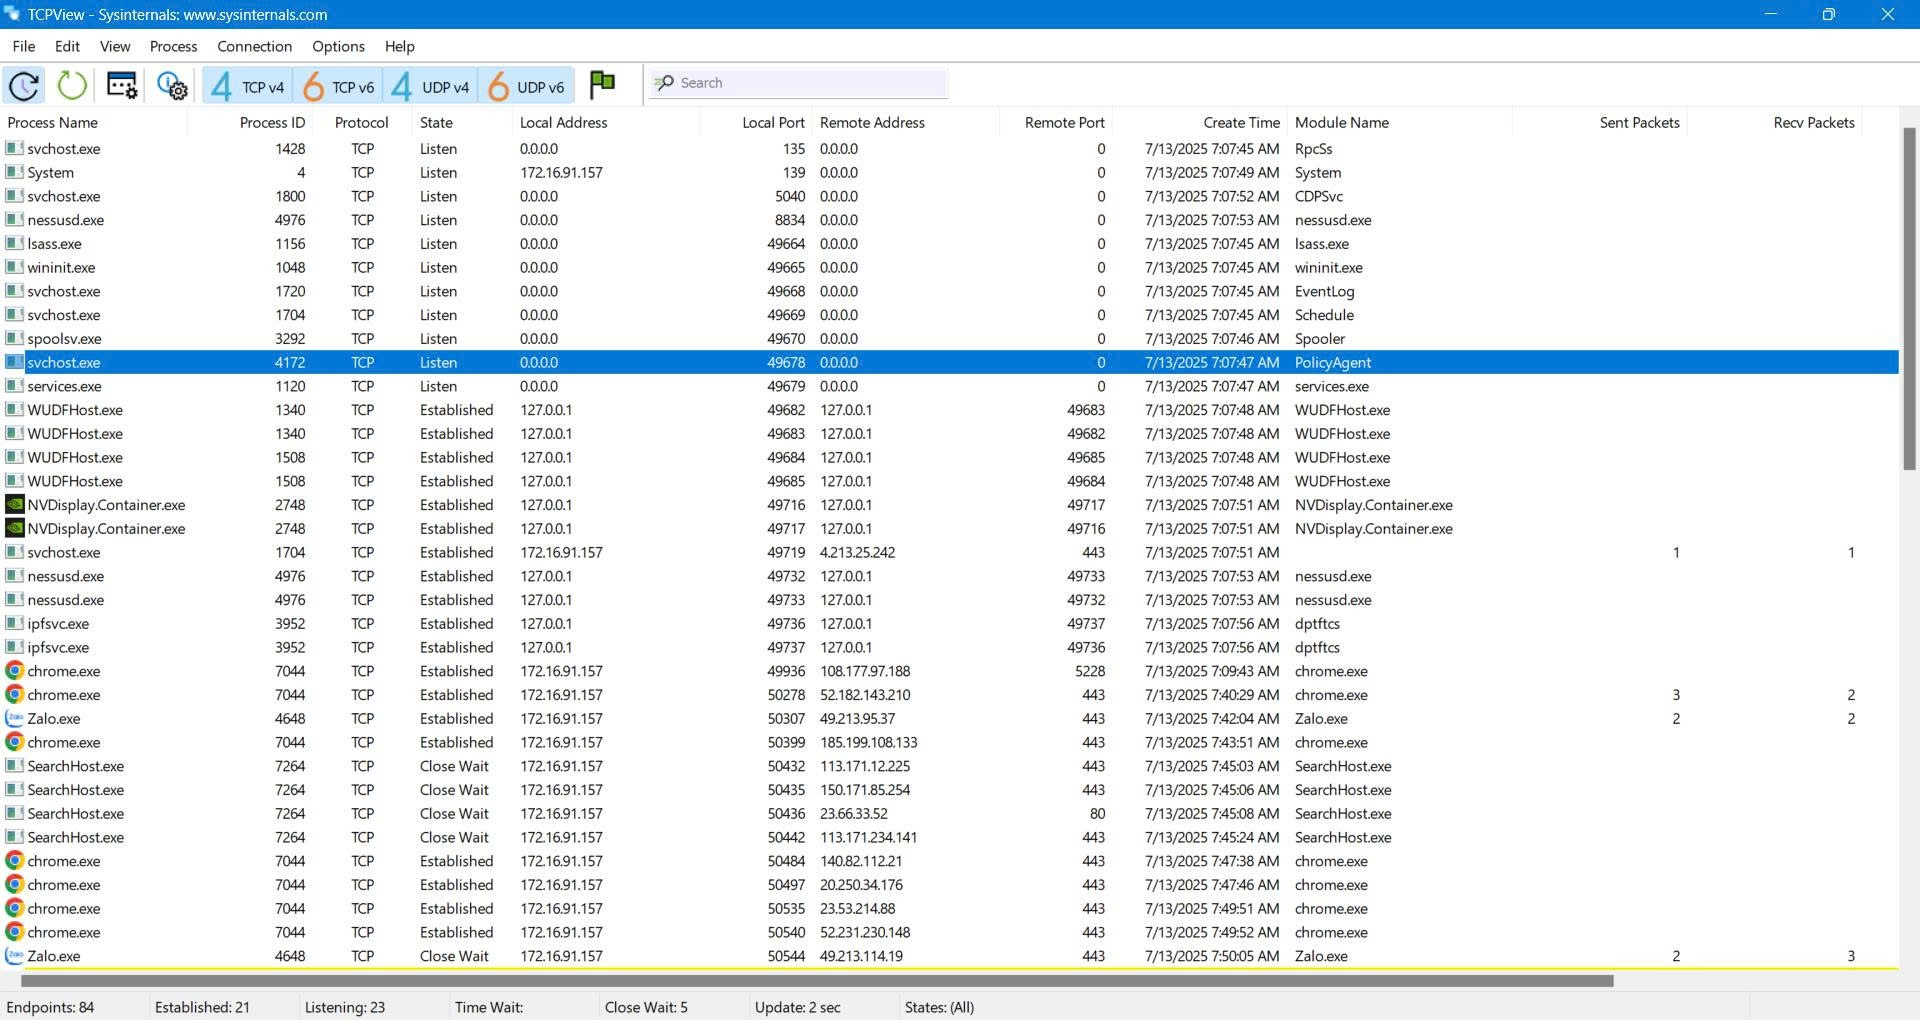 TCPView - Sysinternals: www.sysinternals.com
File Edit View Process Connection Options Help
4 TCP v4 6 TCP v6 4 UDP v4 6 UDP v6 Search
Process Name Process ID Protocol State Local Address Local Port Remote Address Remote Port Create Time Module Name Sent Packets Recv Packets
svchost.exe 1428 TCP Listen 0.0.0.0 135 0.0.0.0 0 7/13/2025 7:07:45 AM RpcSs
System 4 TCP Listen 172.16.91.157 139 0.0.0.0 0 7/13/2025 7:07:49 AM System
svchost.exe 1800 TCP Listen 0.0.0.0 5040 0.0.0.0 0 7/13/2025 7:07:52 AM CDPSvc
nessusd.exe 4976 TCP Listen 0.0.0.0 8834 0.0.0.0 0 7/13/2025 7:07:53 AM nessusd.exe
lsass.exe 1156 TCP Listen 0.0.0.0 49664 0.0.0.0 0 7/13/2025 7:07:45 AM lsass.exe
wininit.exe 1048 TCP Listen 0.0.0.0 49665 0.0.0.0 0 7/13/2025 7:07:45 AM wininit.exe
svchost.exe 1720 TCP Listen 0.0.0.0 49668 0.0.0.0 0 7/13/2025 7:07:45 AM EventLog
svchost.exe 1704 TCP Listen 0.0.0.0 49669 0.0.0.0 0 7/13/2025 7:07:45 AM Schedule
spoolsv.exe 3292 TCP Listen 0.0.0.0 49670 0.0.0.0 0 7/13/2025 7:07:46 AM Spooler
svchost.exe 4172 TCP Listen 0.0.0.0 49678 0.0.0.0 0 7/13/2025 7:07:47 AM PolicyAgent
services.exe 1120 TCP Listen 0.0.0.0 49679 0.0.0.0 0 7/13/2025 7:07:47 AM services.exe
WUDFHost.exe 1340 TCP Established 127.0.0.1 49682 127.0.0.1 49683 7/13/2025 7:07:48 AM WUDFHost.exe
WUDFHost.exe 1340 TCP Established 127.0.0.1 49683 127.0.0.1 49682 7/13/2025 7:07:48 AM WUDFHost.exe
WUDFHost.exe 1508 TCP Established 127.0.0.1 49684 127.0.0.1 49685 7/13/2025 7:07:48 AM WUDFHost.exe
WUDFHost.exe 1508 TCP Established 127.0.0.1 49685 127.0.0.1 49684 7/13/2025 7:07:48 AM WUDFHost.exe
NVDisplay.Container.exe 2748 TCP Established 127.0.0.1 49716 127.0.0.1 49717 7/13/2025 7:07:51 AM NVDisplay.Container.exe
NVDisplay.Container.exe 2748 TCP Established 127.0.0.1 49717 127.0.0.1 49716 7/13/2025 7:07:51 AM NVDisplay.Container.exe
svchost.exe 1704 TCP Established 172.16.91.157 49719 4.213.25.242 443 7/13/2025 7:07:51 AM 1 1
nessusd.exe 4976 TCP Established 127.0.0.1 49732 127.0.0.1 49733 7/13/2025 7:07:53 AM nessusd.exe
nessusd.exe 4976 TCP Established 127.0.0.1 49733 127.0.0.1 49732 7/13/2025 7:07:53 AM nessusd.exe
ipfsvc.exe 3952 TCP Established 127.0.0.1 49736 127.0.0.1 49737 7/13/2025 7:07:56 AM dptftcs
ipfsvc.exe 3952 TCP Established 127.0.0.1 49737 127.0.0.1 49736 7/13/2025 7:07:56 AM dptftcs
chrome.exe 7044 TCP Established 172.16.91.157 49936 108.177.97.188 5228 7/13/2025 7:09:43 AM chrome.exe
chrome.exe 7044 TCP Established 172.16.91.157 50278 52.182.143.210 443 7/13/2025 7:40:29 AM chrome.exe 3 2
Zalo.exe 4648 TCP Established 172.16.91.157 50307 49.213.95.37 443 7/13/2025 7:42:04 AM Zalo.exe 2 2
chrome.exe 7044 TCP Established 172.16.91.157 50399 185.199.108.133 443 7/13/2025 7:43:51 AM chrome.exe
SearchHost.exe 7264 TCP Close Wait 172.16.91.157 50432 113.171.12.225 443 7/13/2025 7:45:03 AM SearchHost.exe
SearchHost.exe 7264 TCP Close Wait 172.16.91.157 50435 150.171.85.254 443 7/13/2025 7:45:06 AM SearchHost.exe
SearchHost.exe 7264 TCP Close Wait 172.16.91.157 50436 23.66.33.52 80 7/13/2025 7:45:08 AM SearchHost.exe
SearchHost.exe 7264 TCP Close Wait 172.16.91.157 50442 113.171.234.141 443 7/13/2025 7:45:24 AM SearchHost.exe
chrome.exe 7044 TCP Established 172.16.91.157 50484 140.82.112.21 443 7/13/2025 7:47:38 AM chrome.exe
chrome.exe 7044 TCP Established 172.16.91.157 50497 20.250.34.176 443 7/13/2025 7:47:46 AM chrome.exe
chrome.exe 7044 TCP Established 172.16.91.157 50535 23.53.214.88 443 7/13/2025 7:49:51 AM chrome.exe
chrome.exe 7044 TCP Established 172.16.91.157 50540 52.231.230.148 443 7/13/2025 7:49:52 AM chrome.exe
Zalo.exe 4648 TCP Close Wait 172.16.91.157 50544 49.213.114.19 443 7/13/2025 7:50:05 AM Zalo.exe 2 3
Endpoints: 84 Established: 21 Listening: 23 Time Wait: Close Wait: 5 Update: 2 sec States: (All)